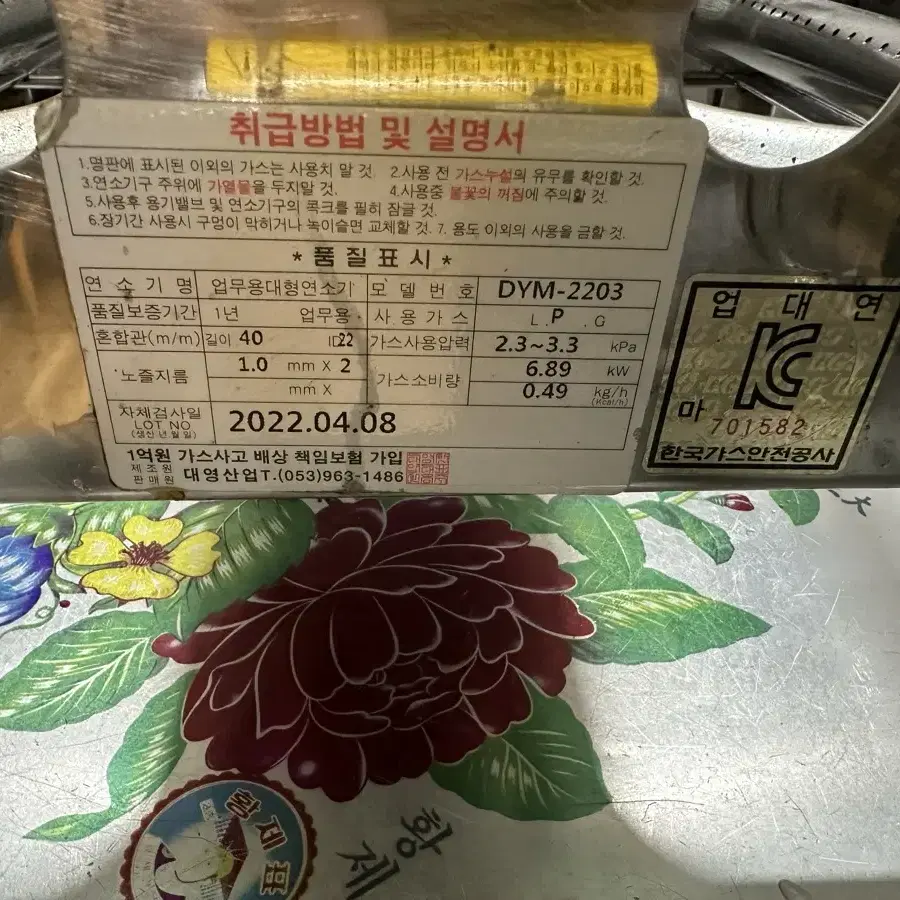 취급방법 및 설명서
1.명판에 표시된 이외의 가스는 사용치 말 것. 2.사용 전 가스누설의 유무를 확인할 것.
3.연소기구 주위에 가열물을 두지말 것. 4.사용중 불꽃의 꺼짐에 주의할 것.
5.사용후 용기밸브 및 연소기구의 콕크를 필히 잠글 것.
6.장기간 사용시 구멍이 막히거나 녹이슬면 교체할 것. 7. 용도 이외의 사용을 금할 것.
* 품 질 표 시 *
연 소 기 명 업무용대형연소기 모 델 번 호 DYM-2203
품질보증기간 1년 업무용 사 용 가 스 L.P.G
혼합관(m/m) 길이 40 ID22 가스사용압력 2.3~3.3 kPa
노즐지름 1.0 mm X 2 가스소비량 6.89 kW
mm X 0.49 kg/h
(Kcal/h)
자체검사일
LOT NO
(생산년월일)
2022.04.08
1억원 가스사고 배상 책임보험 가입
제조원
판매원
대영산업T.(053)963-1486
업 대 연
KC
마 701582
한국가스안전공사
황제표
황제